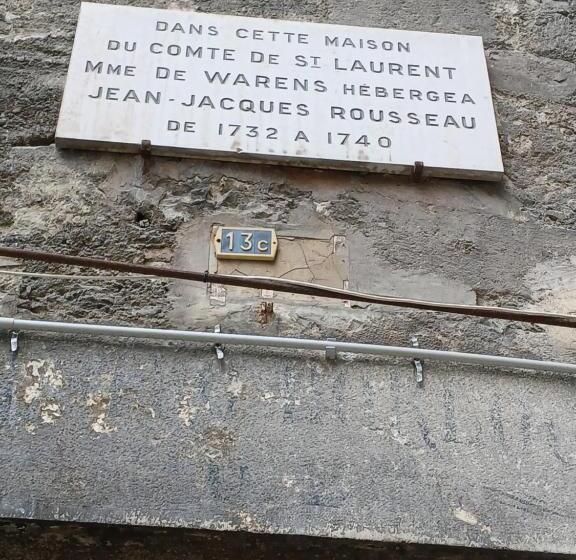 DANS CETTE MAISON
DU COMTE DE ST LAURENT
MME DE WARENS HÉBERGEA
JEAN-JACQUES ROUSSEAU
DE 1732 A 1740
13C